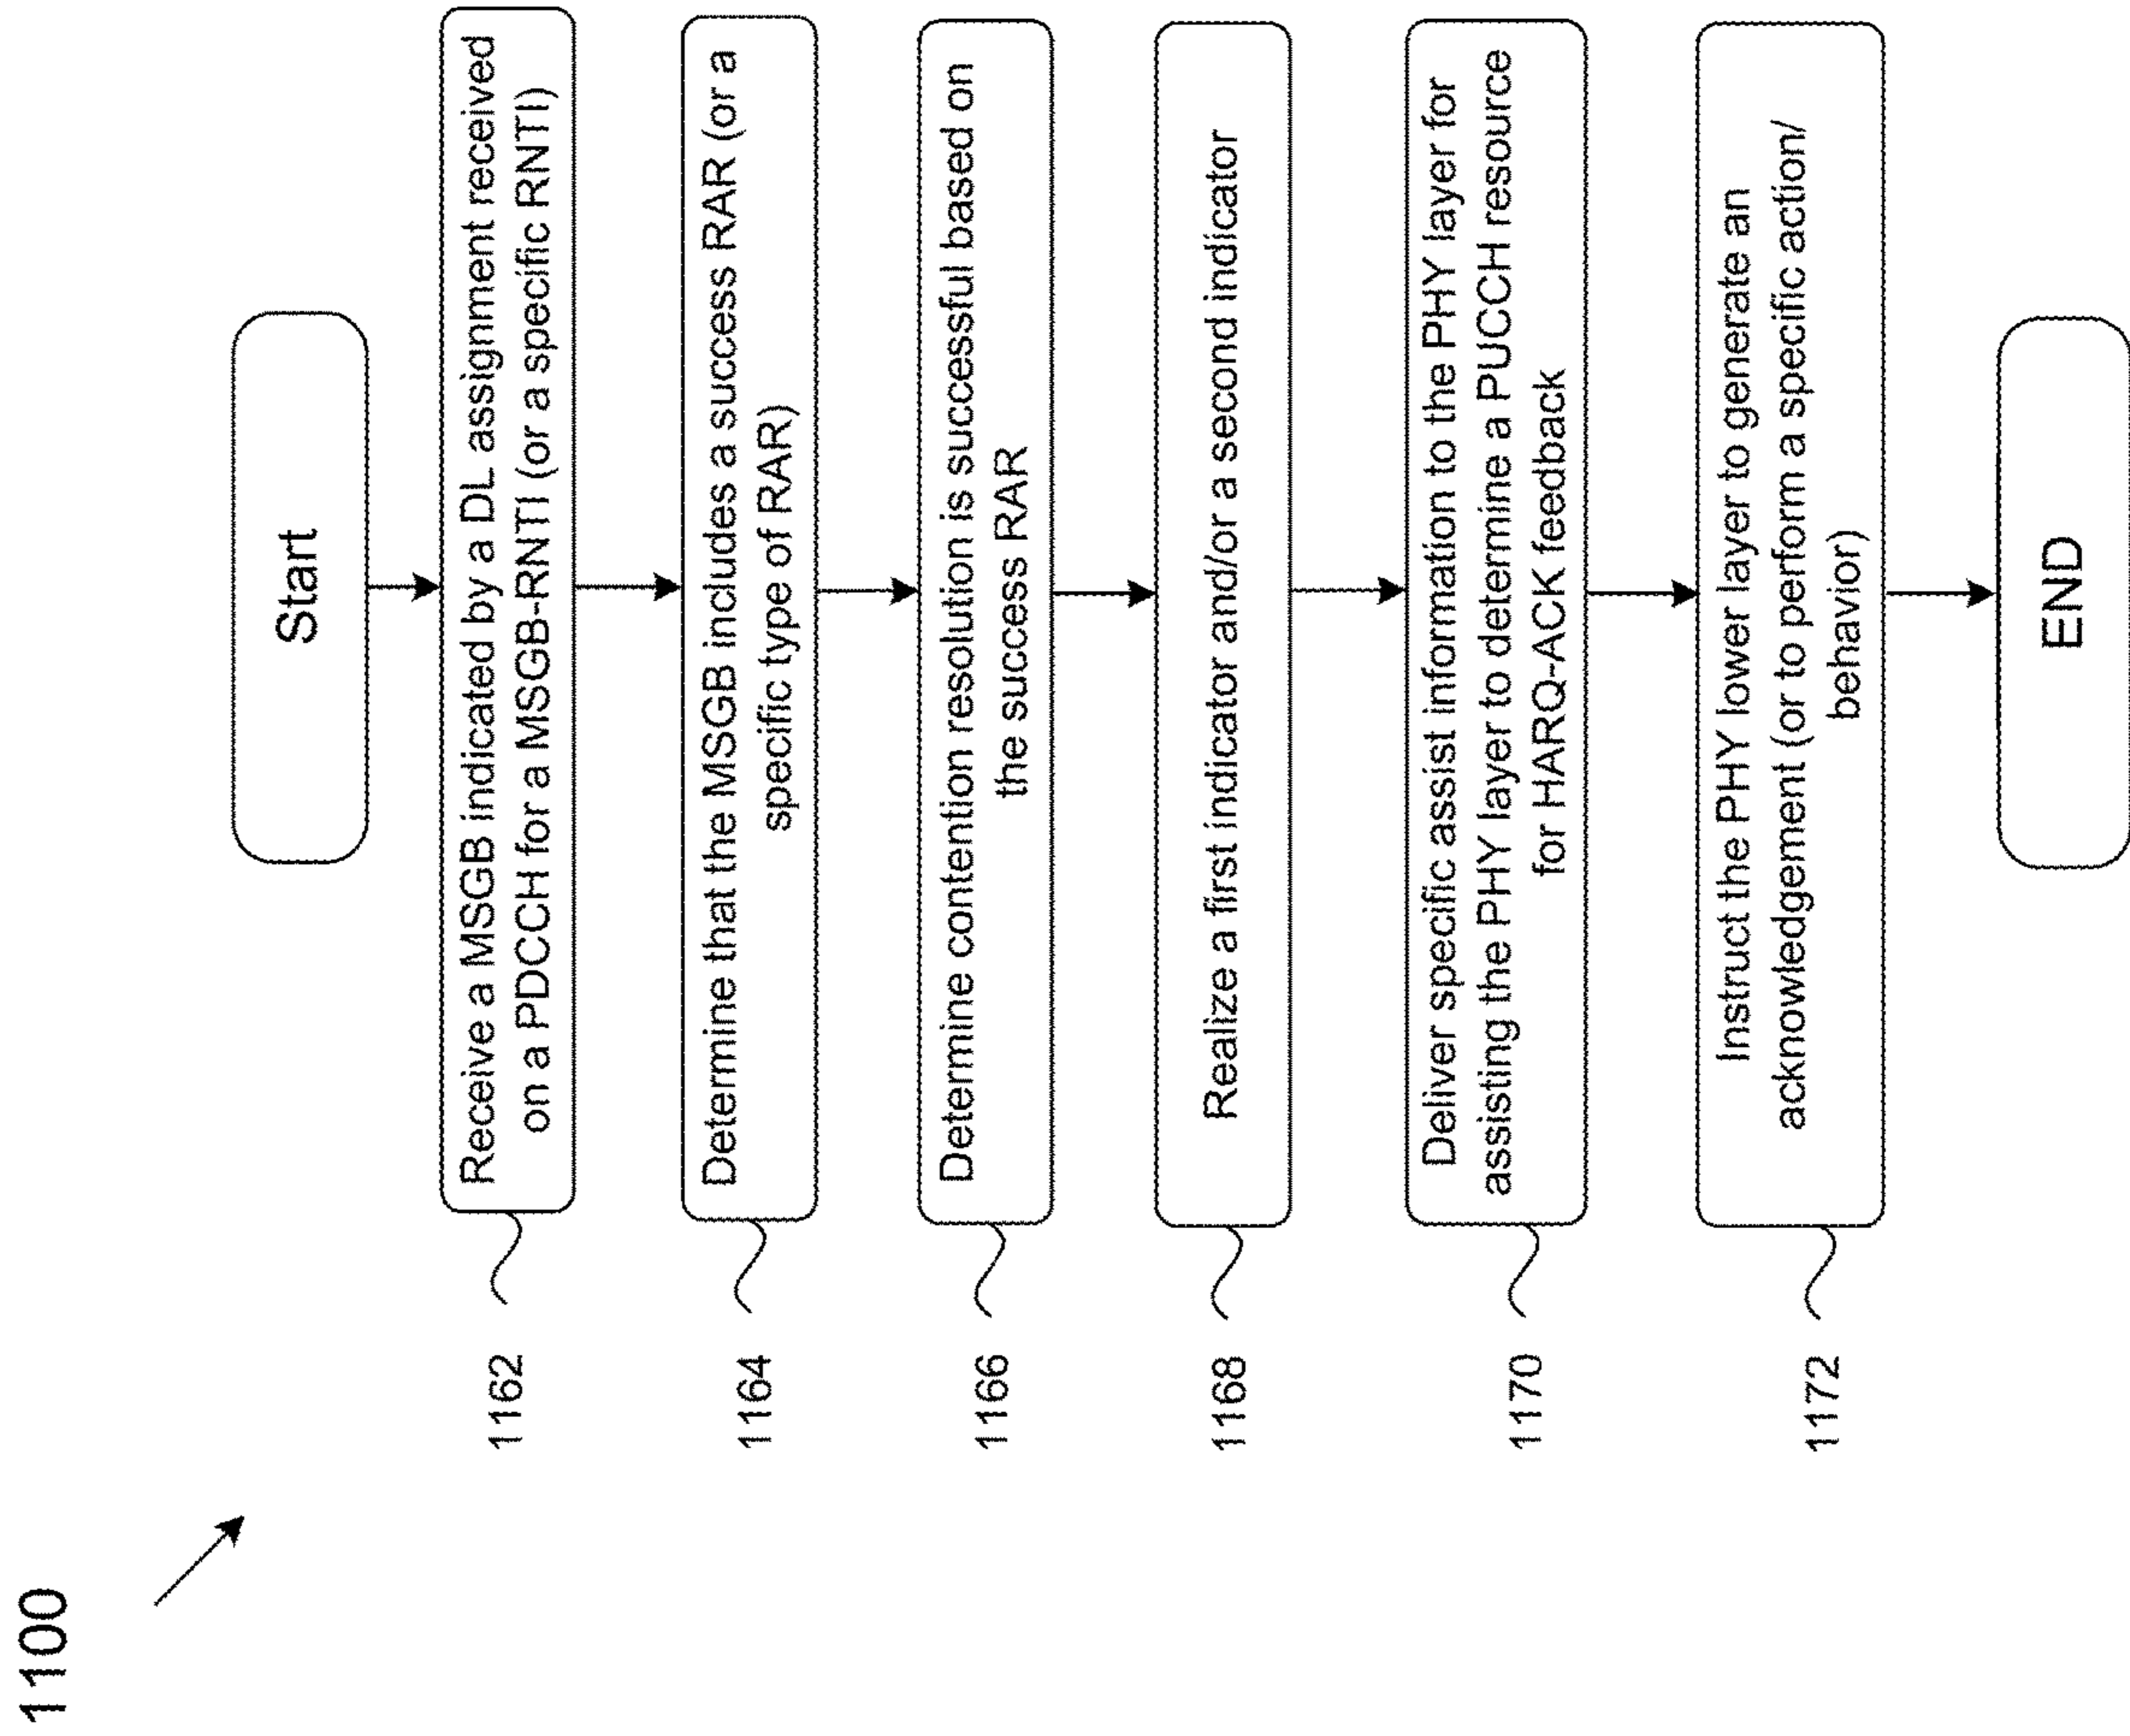 1100
Start
1162
Receive a MSGB indicated by a DL assignment received
on a PDCCH for a MSGB-RNTI (or a specific RNTI)
1164
Determine that the MSGB includes a success RAR (or a
specific type of RAR)
1166
Determine contention resolution is successful based on
the success RAR
1168
Realize a first indicator and/or a second indicator
1170
Deliver specific assist information to the PHY layer for
assisting the PHY layer to determine a PUCCH resource
for HARQ-ACK feedback
1172
Instruct the PHY lower layer to generate an
acknowledgement (or to perform a specific action/
behavior)
END